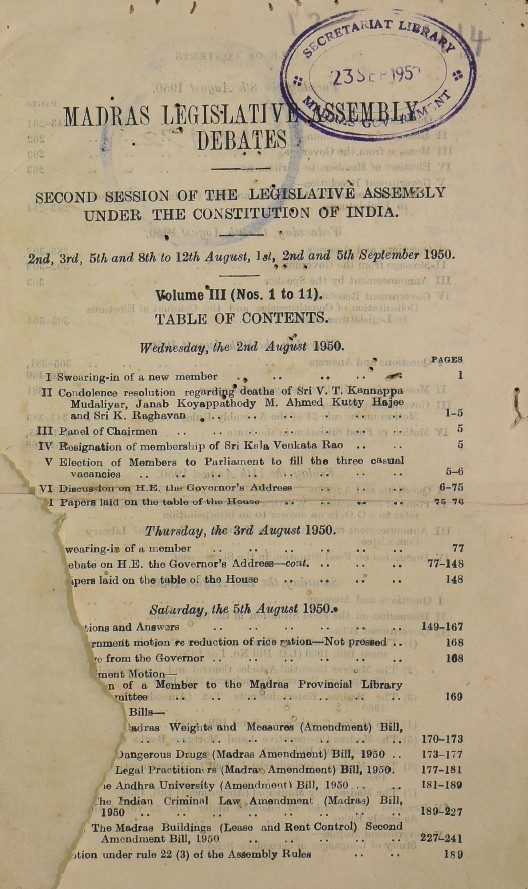 SECRETARIAT LIBRARY
23 SEP 195
MADRAS GOVERNMENT
MADRAS LEGISLATIVE ASSEMBLY
DEBATES
SECOND SESSION OF THE LEGISLATIVE ASSEMBLY
UNDER THE CONSTITUTION OF INDIA.
2nd, 3rd, 5th and 8th to 12th August, 1st, 2nd and 5th September 1950.
Volume III (Nos. 1 to 11).
TABLE OF CONTENTS.
Wednesday, the 2nd August 1950.
PAGES
I Swearing-in of a new member .. .. .. .. 1
II Condolence resolution regarding deaths of Sri V. T. Kannappa
Mudaliyar, Janab Koyappathody M. Ahmed Kutty Hajee
and Sri K. Raghavan .. .. .. .. .. 1-5
III Panel of Chairmen .. .. .. .. .. .. 5
IV Resignation of membership of Sri Kala Venkata Rao .. .. 5
V Election of Members to Parliament to fill the three casual
vacancies .. .. .. .. .. .. .. 5-6
VI Discussion on H.E. the Governor's Address .. .. .. 6-75
I Papers laid on the table of the House .. .. .. .. 75-76
Thursday, the 3rd August 1950.
wearing-in of a member .. .. .. .. .. .. 77
ebate on H.E. the Governor's Address—cont. .. .. .. 77-148
apers laid on the table of the House .. .. .. .. 148
Saturday, the 5th August 1950.
tions and Answers .. .. .. .. .. .. 149-167
rnment motion re reduction of rice ration—Not pressed .. 168
e from the Governor .. .. .. .. .. .. 168
ment Motion—
n of a Member to the Madras Provincial Library
mittee .. .. .. .. .. .. .. 169
Bills—
adras Weights and Measures (Amendment) Bill,
.. .. .. .. .. .. .. 170-173
Dangerous Drugs (Madras Amendment) Bill, 1950 .. 173-177
Legal Practitioners (Madras Amendment) Bill, 1950. 177-181
he Andhra University (Amendment) Bill, 1950 .. .. 181-189
The Indian Criminal Law Amendment (Madras) Bill,
1950 .. .. .. .. .. .. .. 189-227
The Madras Buildings (Lease and Rent Control) Second
Amendment Bill, 1950 .. .. .. .. .. 227-241
otion under rule 22 (3) of the Assembly Rules .. .. 189